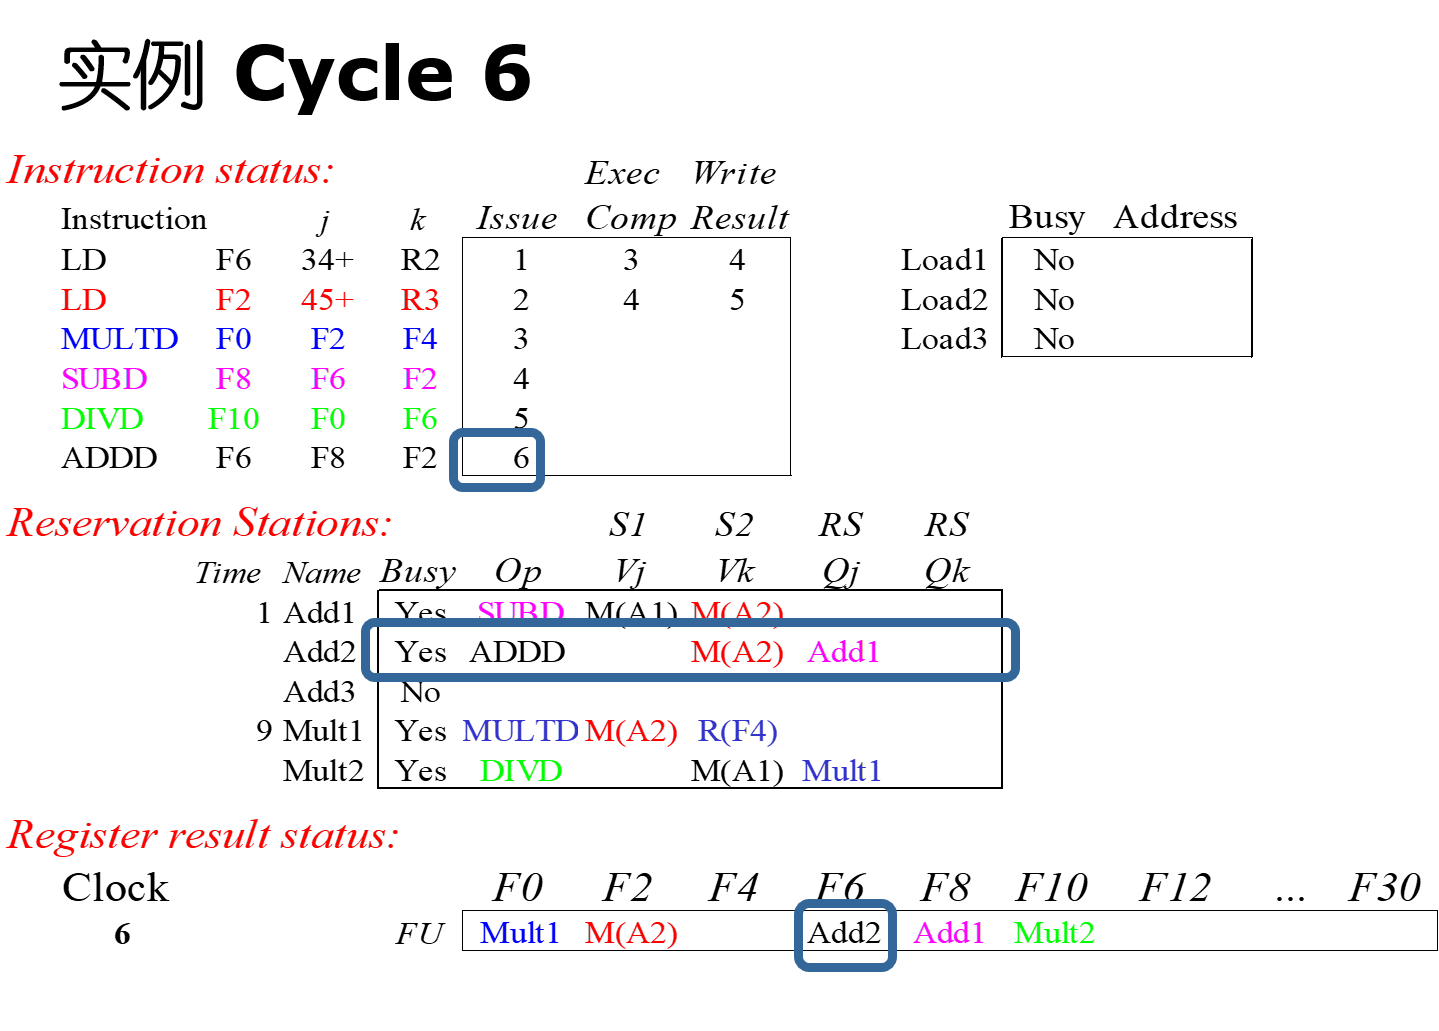 实例 Cycle 6
Instruction status: Exec Write
Instruction j k Issue Comp Result Busy Address
LD F6 34+ R2 1 3 4 Load1 No
LD F2 45+ R3 2 4 5 Load2 No
MULTD F0 F2 F4 3 Load3 No
SUBD F8 F6 F2 4
DIVD F10 F0 F6 5
ADDD F6 F8 F2 6
Reservation Stations: S1 S2 RS RS
Time Name Busy Op Vj Vk Qj Qk
1 Add1 Yes SUBD M(A1) M(A2)
Add2 Yes ADDD M(A2) Add1
Add3 No
9 Mult1 Yes MULTD M(A2) R(F4)
Mult2 Yes DIVD M(A1) Mult1
Register result status:
Clock F0 F2 F4 F6 F8 F10 F12 ... F30
6 FU Mult1 M(A2) Add2 Add1 Mult2